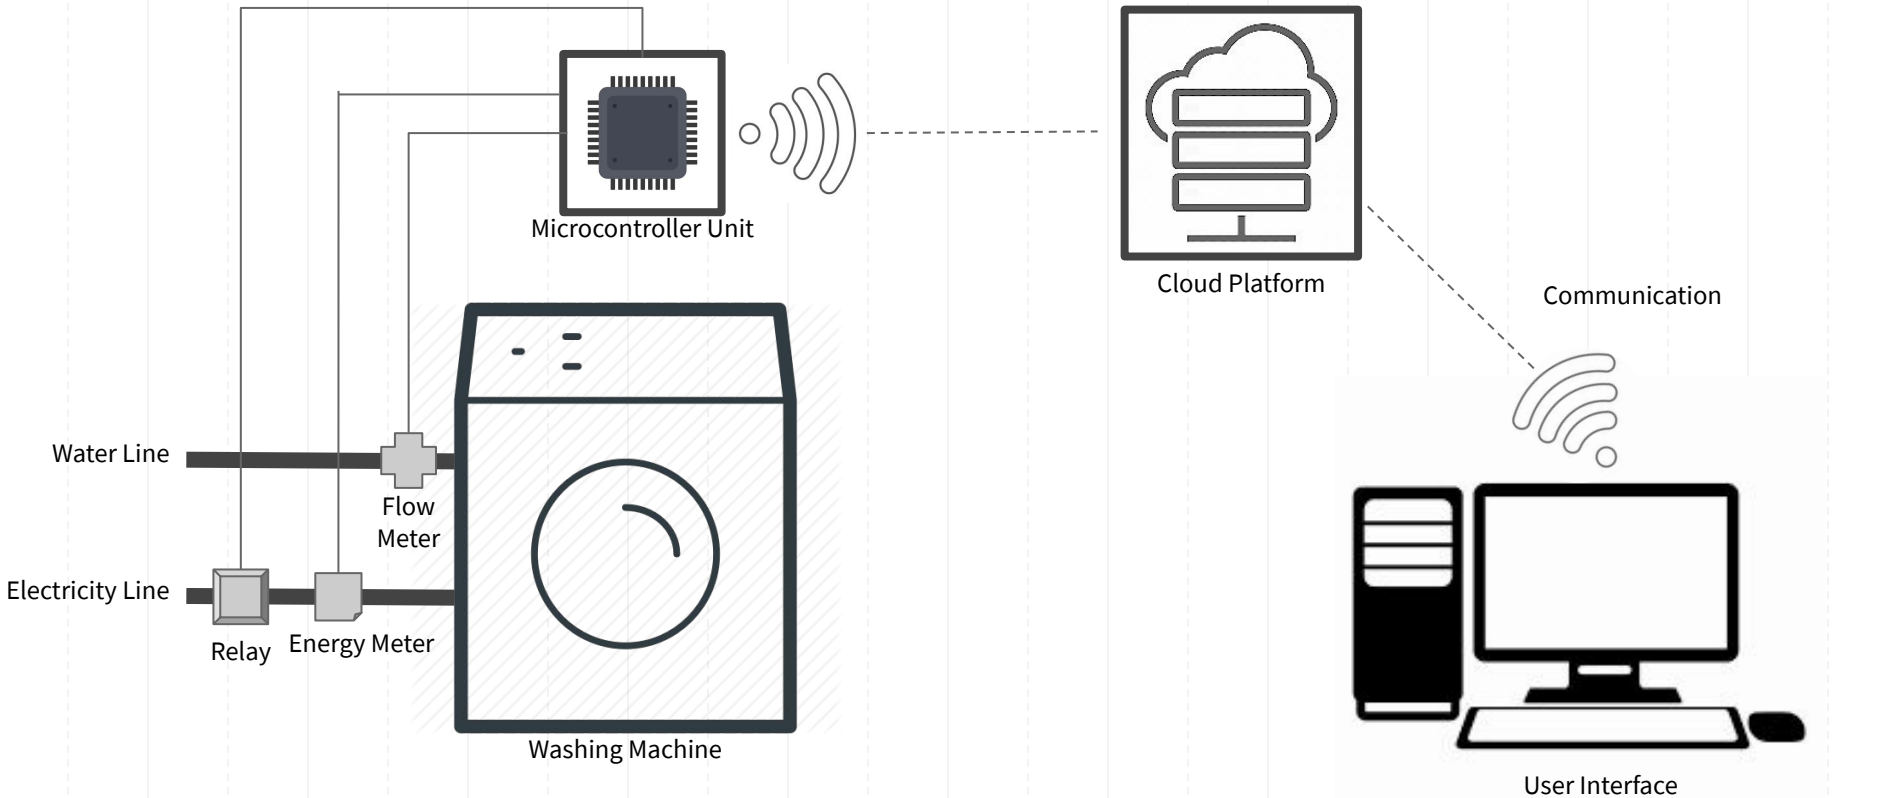 Microcontroller Unit
Cloud Platform
Communication
Water Line
Flow
Meter
Electricity Line
Relay
Energy Meter
Washing Machine
User Interface